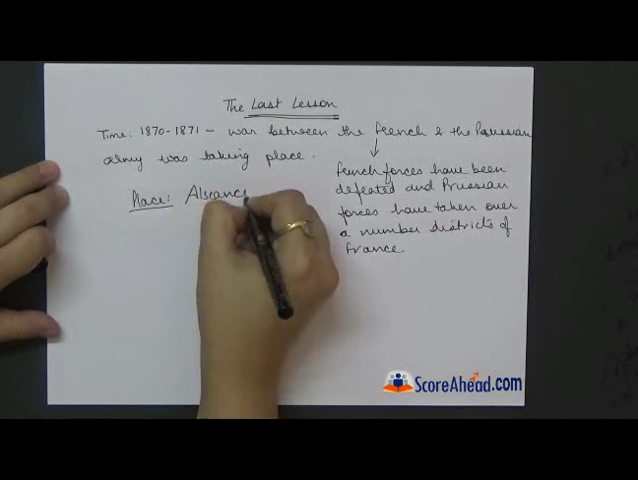 The Last Lesson
Time: 1870-1871 - war between the french & the Prussian
army was taking place.
french forces have been
defeated and Prussian
forces have taken over
a number districts of
france.
Place: Alsance
ScoreAhead.com